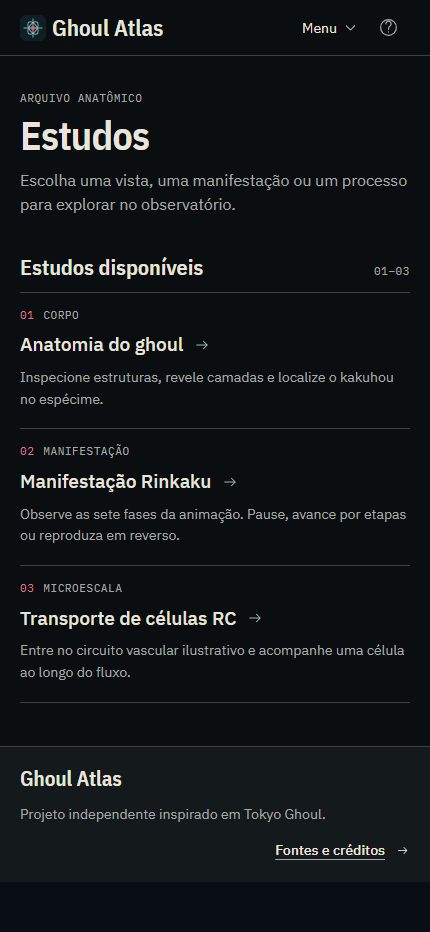 Ghoul Atlas
Menu
ARQUIVO ANATÔMICO
Estudos
Escolha uma vista, uma manifestação ou um processo
para explorar no observatório.
Estudos disponíveis
01–03
01 CORPO
Anatomia do ghoul →
Inspecione estruturas, revele camadas e localize o kakuhou
no espécime.
02 MANIFESTAÇÃO
Manifestação Rinkaku →
Observe as sete fases da animação. Pause, avance por etapas
ou reproduza em reverso.
03 MICROESCALA
Transporte de células RC →
Entre no circuito vascular ilustrativo e acompanhe uma célula
ao longo do fluxo.
Ghoul Atlas
Projeto independente inspirado em Tokyo Ghoul.
Fontes e créditos →